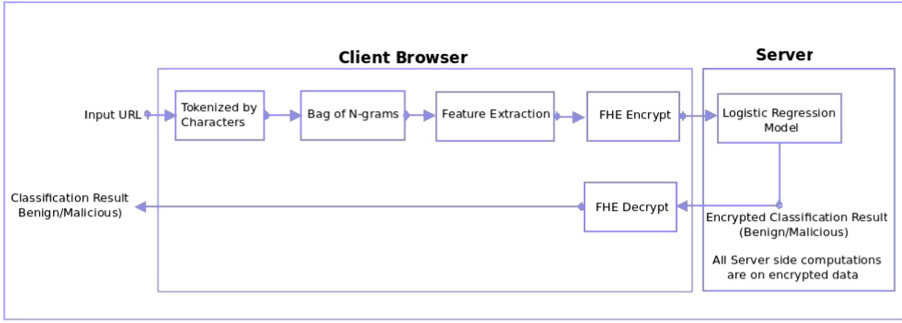 Client Browser
Server
Input URL
Tokenized by
Characters
Bag of N-grams
Feature Extraction
FHE Encrypt
Logistic Regression
Model
Classification Result
Benign/Malicious)
FHE Decrypt
Encrypted Classification Result
(Benign/Malicious)
All Server side computations
are on encrypted data